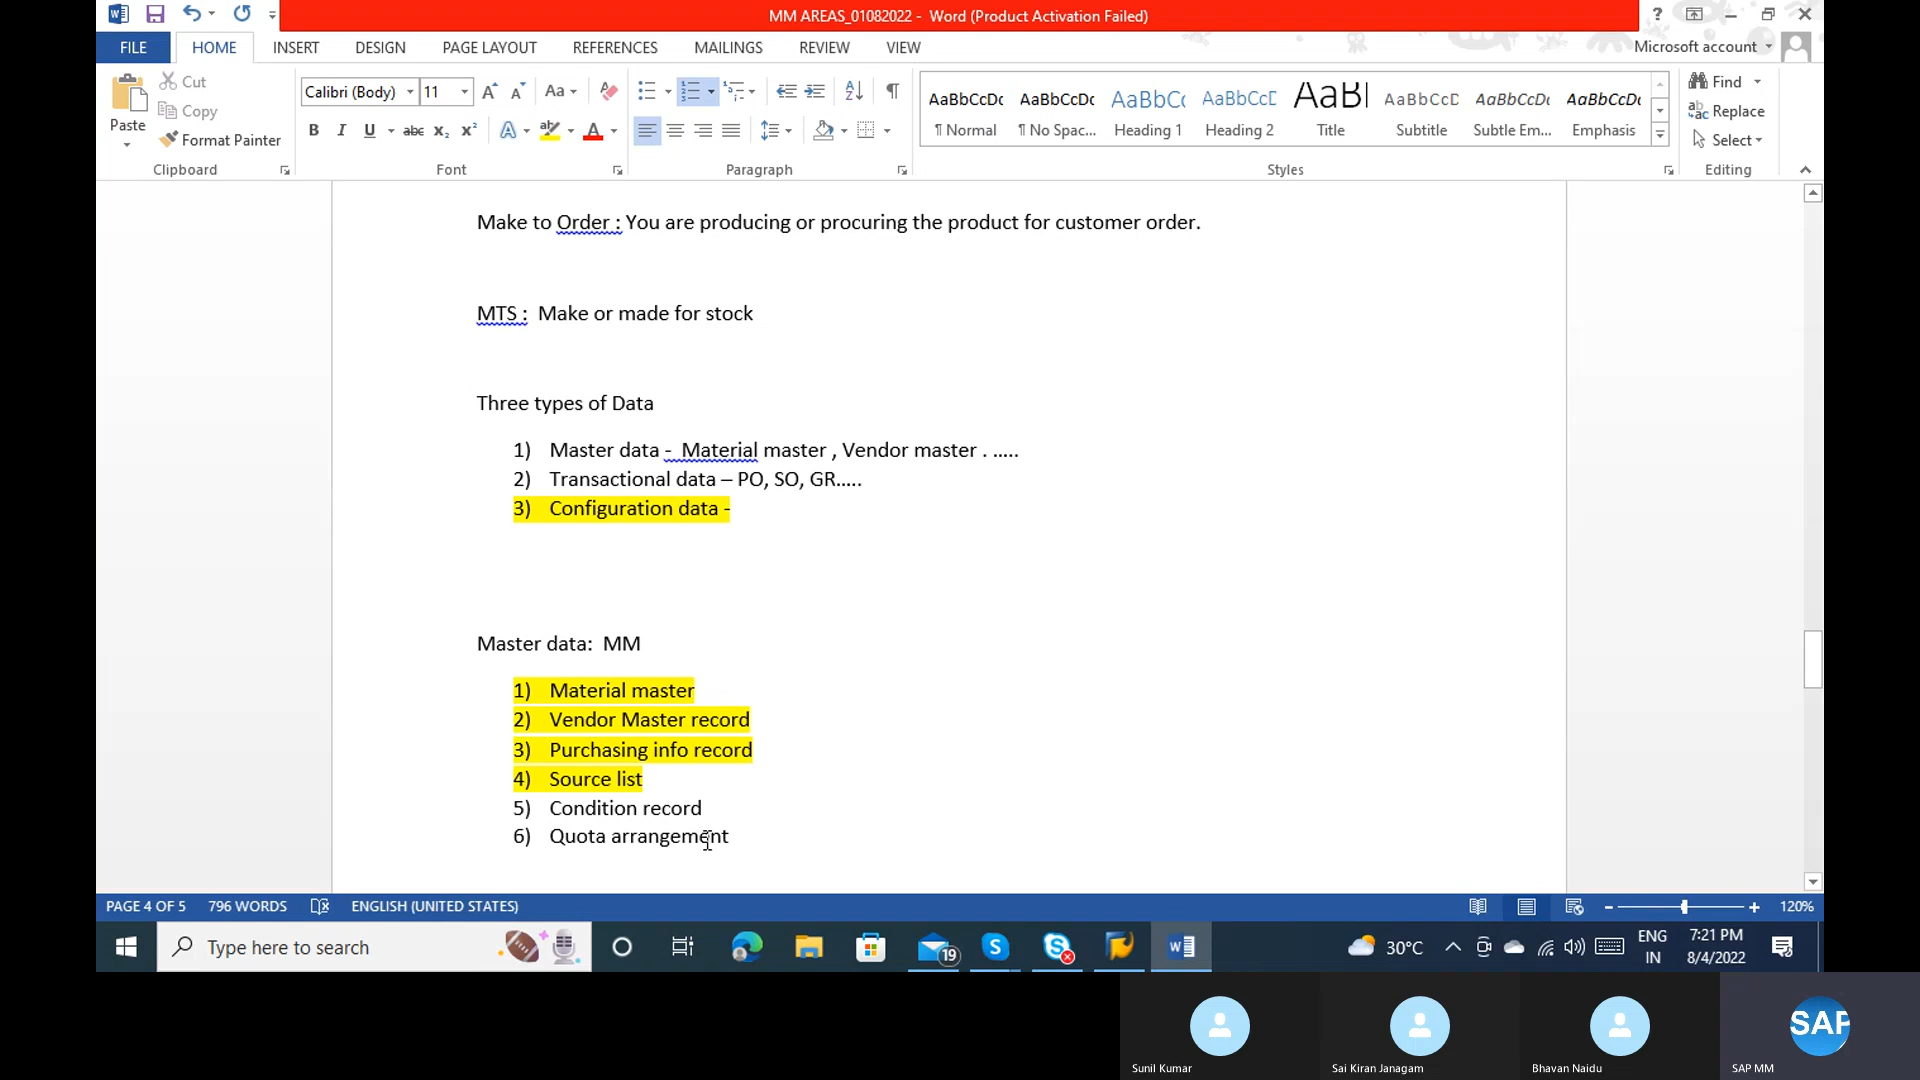 MM AREAS_01082022 - Word (Product Activation Failed)
FILE HOME INSERT DESIGN PAGE LAYOUT REFERENCES MAILINGS REVIEW VIEW Microsoft account
Paste Cut Copy Format Painter Clipboard
Calibri (Body) 11 Aa Font
Paragraph
AaBbCcDc AaBbCcDc AaBbCc AaBbCcD AaBl AaBbCcD AaBbCcDc AaBbCcDc
¶ Normal ¶ No Spac... Heading 1 Heading 2 Title Subtitle Subtle Em... Emphasis
Styles
Find Replace Select Editing
Make to Order : You are producing or procuring the product for customer order.
MTS : Make or made for stock
Three types of Data
1) Master data - Material master , Vendor master . .....
2) Transactional data – PO, SO, GR.....
3) Configuration data -
Master data: MM
1) Material master
2) Vendor Master record
3) Purchasing info record
4) Source list
5) Condition record
6) Quota arrangement
PAGE 4 OF 5 796 WORDS ENGLISH (UNITED STATES) 120%
Type here to search 19 30°C ENG IN 7:21 PM 8/4/2022
SAP
Sunil Kumar Sai Kiran Janagam Bhavan Naidu SAP MM